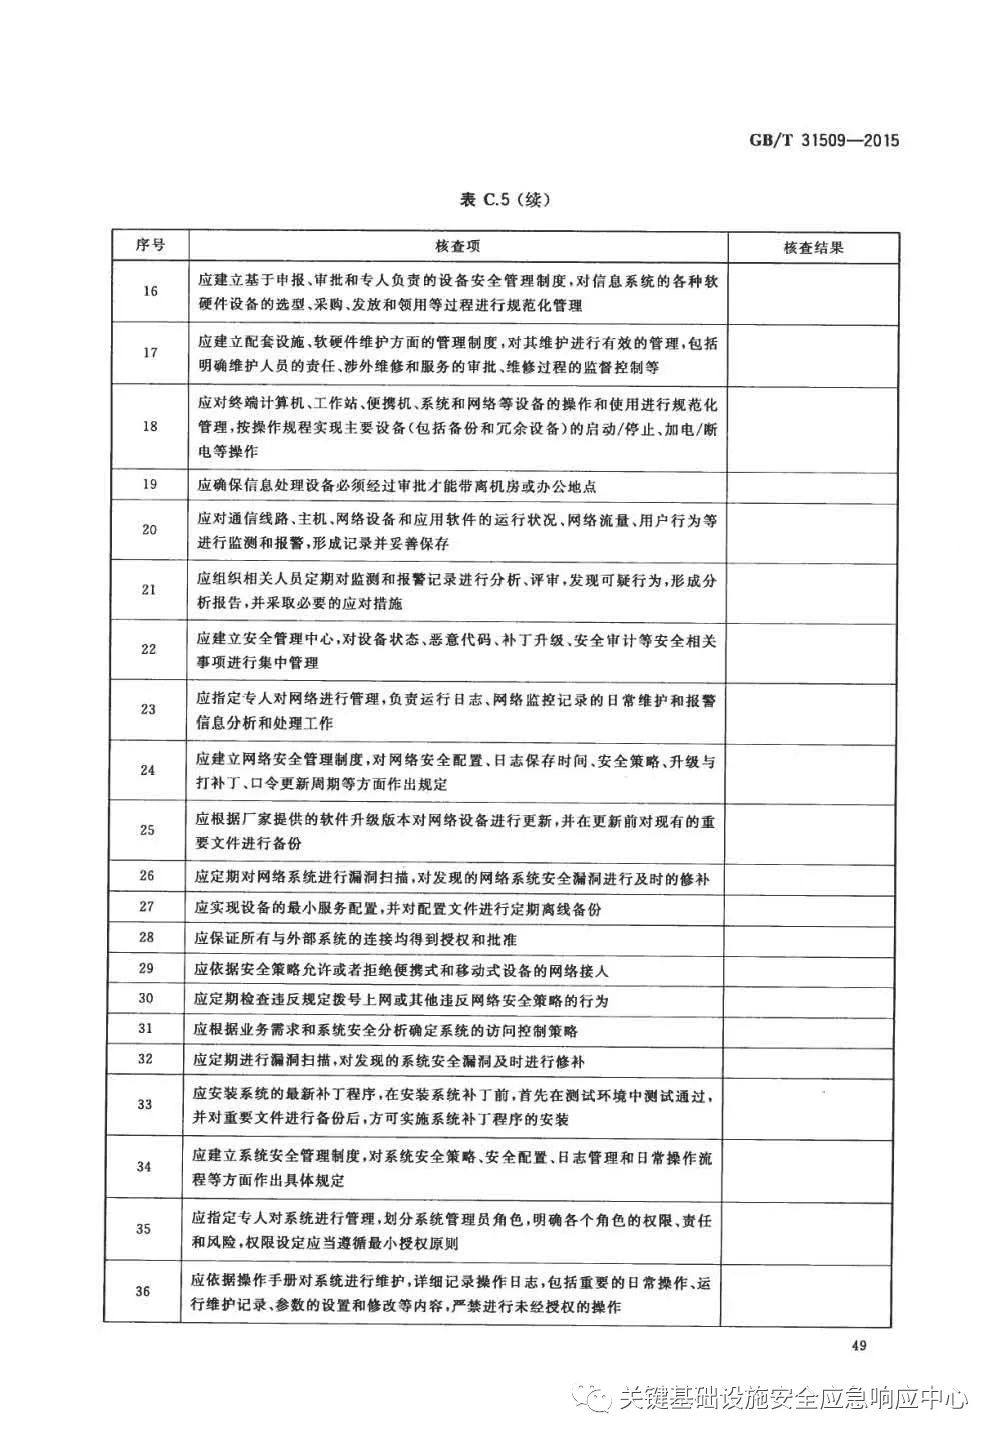 GB/T 31509—2015
表 C.5 (续)
序号 核查项 核查结果
16 应建立基于申报、审批和专人负责的设备安全管理制度,对信息系统的各种软
硬件设备的选型、采购、发放和领用等过程进行规范化管理
17 应建立配套设施、软硬件维护方面的管理制度,对其维护进行有效的管理,包括
明确维护人员的责任、涉外维修和服务的审批、维修过程的监督控制等
18 应对终端计算机、工作站、便携机、系统和网络等设备的操作和使用进行规范化
管理,按操作规程实现主要设备(包括备份和冗余设备)的启动/停止、加电/断
电等操作
19 应确保信息处理设备必须经过审批才能带离机房或办公地点
20 应对通信线路、主机、网络设备和应用软件的运行状况、网络流量、用户行为等
进行监测和报警,形成记录并妥善保存
21 应组织相关人员定期对监测和报警记录进行分析、评审,发现可疑行为,形成分
析报告,并采取必要的应对措施
22 应建立安全管理中心,对设备状态、恶意代码、补丁升级、安全审计等安全相关
事项进行集中管理
23 应指定专人对网络进行管理,负责运行日志、网络监控记录的日常维护和报警
信息分析和处理工作
24 应建立网络安全管理制度,对网络安全配置、日志保存时间、安全策略、升级与
打补丁、口令更新周期等方面作出规定
25 应根据厂家提供的软件升级版本对网络设备进行更新,并在更新前对现有的重
要文件进行备份
26 应定期对网络系统进行漏洞扫描,对发现的网络系统安全漏洞进行及时的修补
27 应实现设备的最小服务配置,并对配置文件进行定期离线备份
28 应保证所有与外部系统的连接均得到授权和批准
29 应依据安全策略允许或者拒绝便携式和移动式设备的网络接人
30 应定期检查违反规定拨号上网或其他违反网络安全策略的行为
31 应根据业务需求和系统安全分析确定系统的访问控制策略
32 应定期进行漏洞扫描,对发现的系统安全漏洞及时进行修补
33 应安装系统的最新补丁程序,在安装系统补丁前,首先在测试环境中测试通过,
并对重要文件进行备份后,方可实施系统补丁程序的安装
34 应建立系统安全管理制度,对系统安全策略、安全配置、日志管理和日常操作流
程等方面作出具体规定
35 应指定专人对系统进行管理,划分系统管理员角色,明确各个角色的权限、责任
和风险,权限设定应当遵循最小授权原则
36 应依据操作手册对系统进行维护,详细记录操作日志,包括重要的日常操作、运
行维护记录、参数的设置和修改等内容,严禁进行未经授权的操作
49
关键基础设施安全应急响应中心